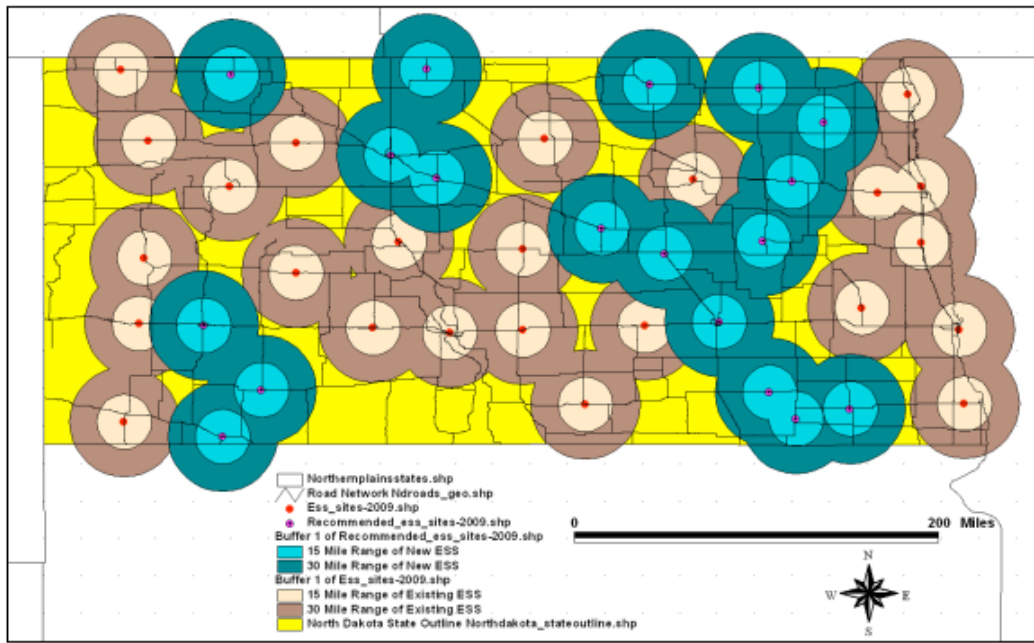 Northernplainsstates.shp
Road Network Ndroads_geo.shp
Ess_sites-2009.shp
Recommended_ess_sites-2009.shp
Buffer 1 of Recommended_ess_sites-2009.shp
15 Mile Range of New ESS
30 Mile Range of New ESS
Buffer 1 of Ess_sites-2009.shp
15 Mile Range of Existing ESS
30 Mile Range of Existing ESS
North Dakota State Outline Northdakota_stateoutline.shp
0 200 Miles
N
W E
S